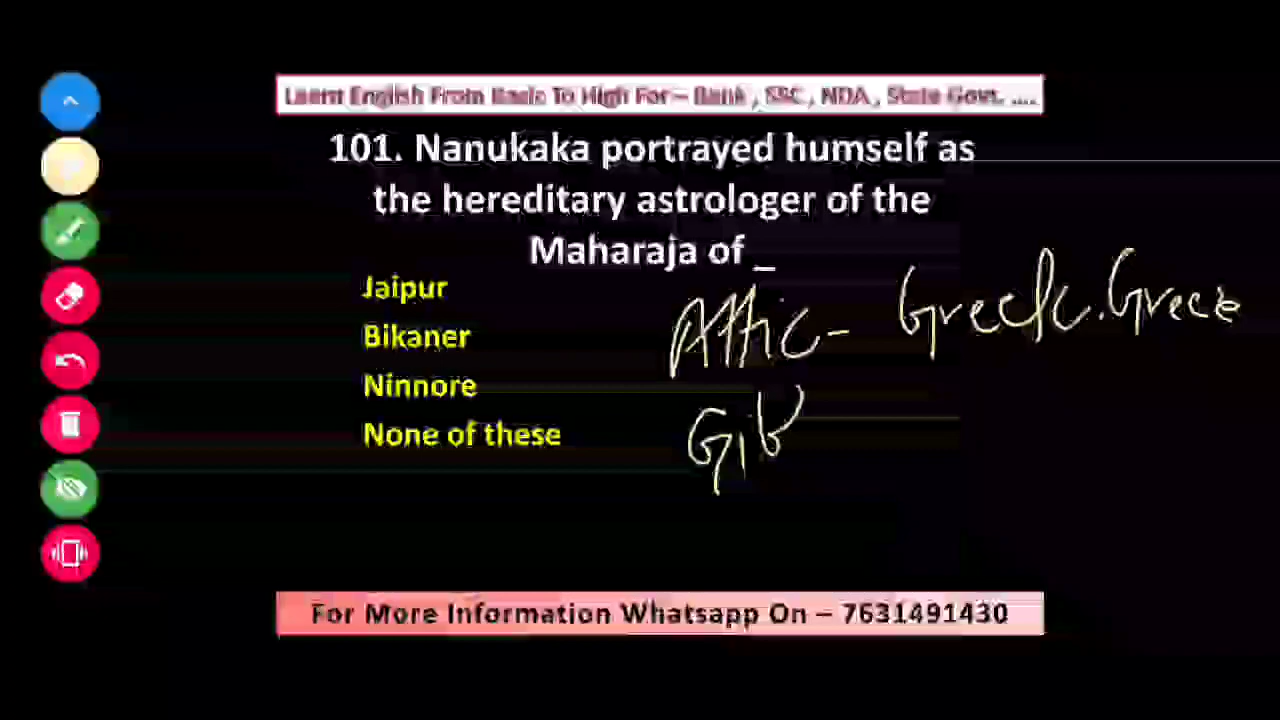 Learn English From Basic To High For – Bank , SSC , NDA , State Govt. ....
101. Nanukaka portrayed humself as
the hereditary astrologer of the
Maharaja of _
Jaipur
Bikaner
Ninnore
None of these
Attic – Greek. Greece
Gib
For More Information Whatsapp On – 7631491430